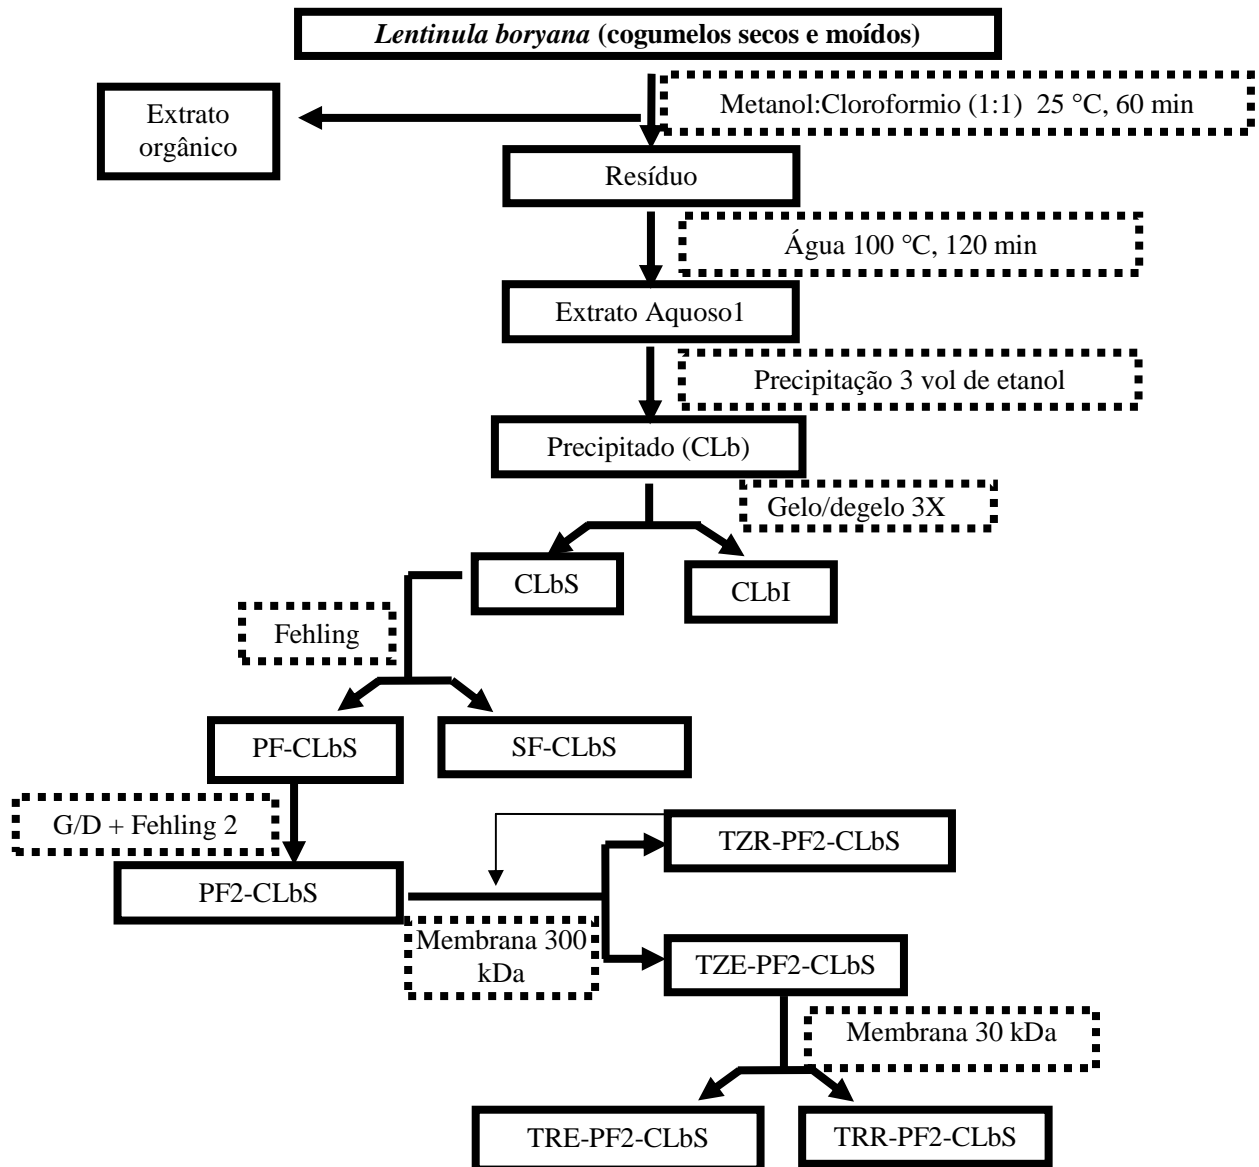 Lentinula boryana (cogumelos secos e moídos)
Metanol:Cloroformio (1:1)  25 °C, 60 min
Extrato
orgânico
Resíduo
Água 100 °C, 120 min
Extrato Aquoso1
Precipitação 3 vol de etanol
Precipitado (CLb)
Gelo/degelo 3X
CLbS
CLbI
Fehling
PF-CLbS
SF-CLbS
G/D + Fehling 2
TZR-PF2-CLbS
PF2-CLbS
Membrana 300
kDa
TZE-PF2-CLbS
Membrana 30 kDa
TRE-PF2-CLbS
TRR-PF2-CLbS